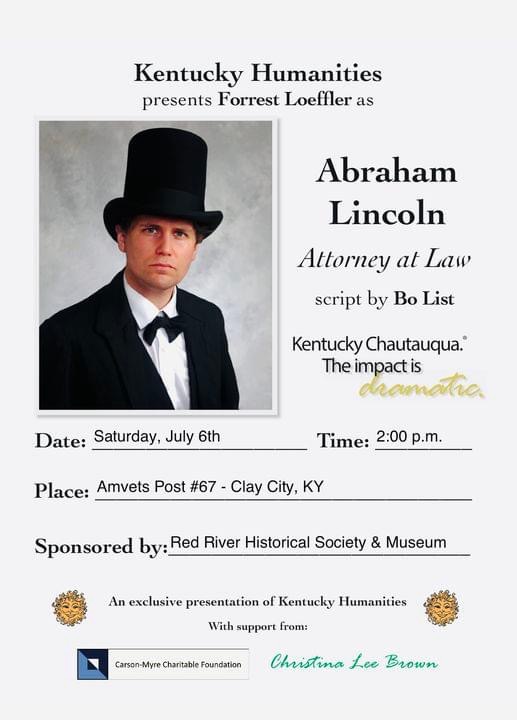 Kentucky Humanities
presents Forrest Loeffler as
Abraham
Lincoln
Attorney at Law
script by Bo List
Kentucky Chautauqua.®
The impact is
dramatic.
Date: Saturday, July 6th Time: 2:00 p.m.
Place: Amvets Post #67 - Clay City, KY
Sponsored by: Red River Historical Society & Museum
An exclusive presentation of Kentucky Humanities
With support from:
Carson-Myre Charitable Foundation
Christina Lee Brown